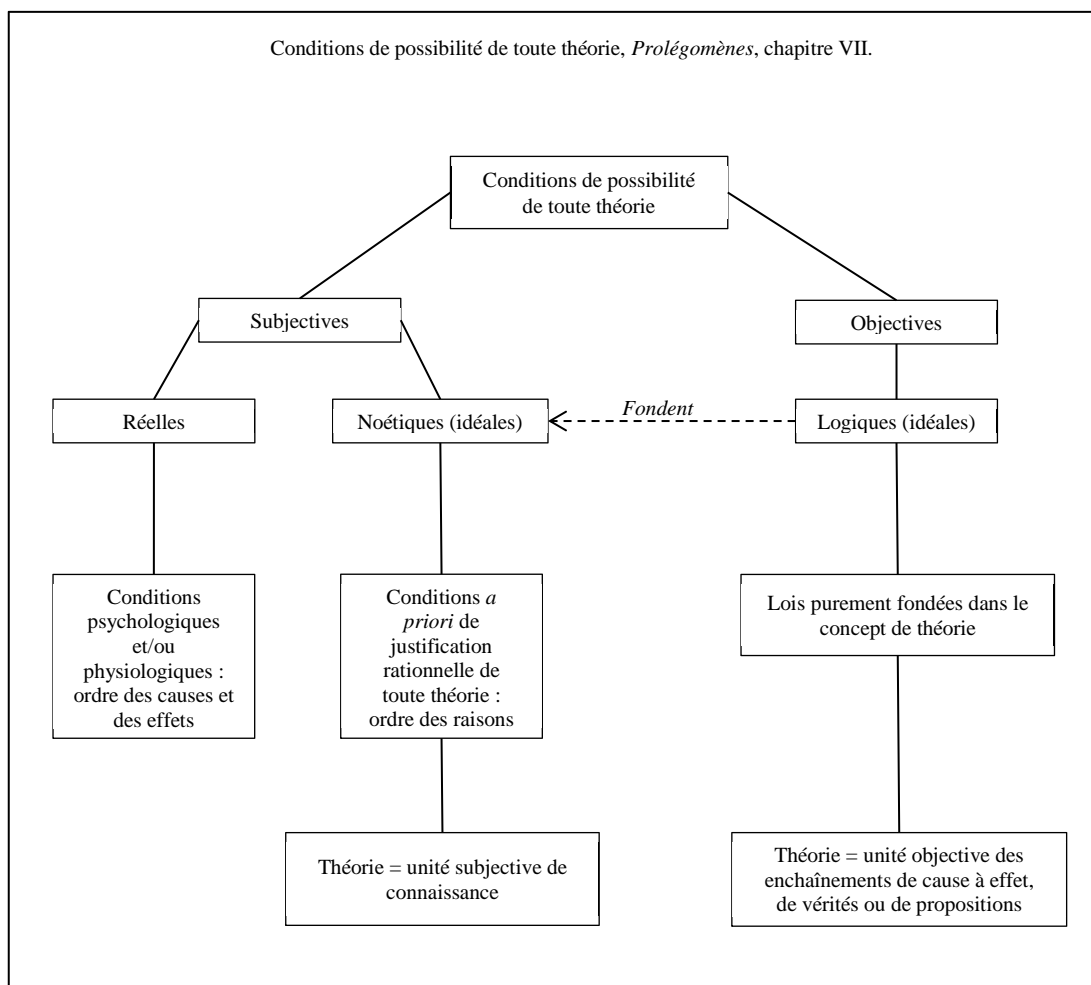 Conditions de possibilité de toute théorie, Prolégomènes, chapitre VII.
Conditions de possibilité
de toute théorie
Subjectives
Objectives
Réelles
Noétiques (idéales)
Fondent
Logiques (idéales)
Conditions
psychologiques
et/ou
physiologiques :
ordre des causes et
des effets
Conditions a
priori de
justification
rationnelle de
toute théorie :
ordre des raisons
Lois purement fondées dans le
concept de théorie
Théorie = unité subjective de
connaissance
Théorie = unité objective des
enchaînements de cause à effet,
de vérités ou de propositions